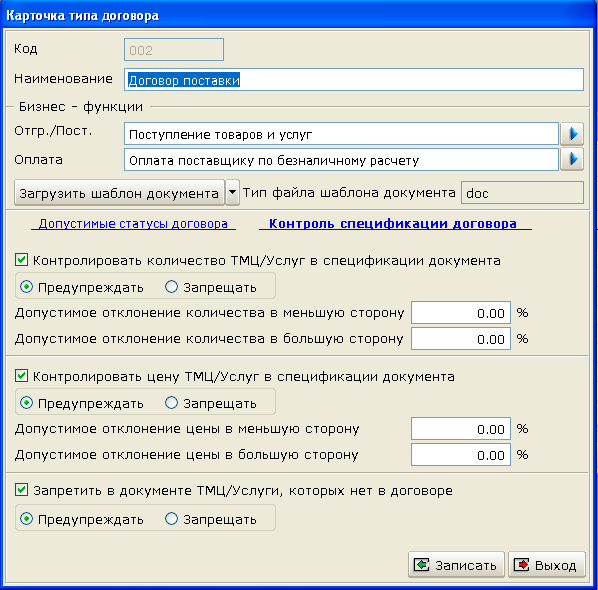 Карточка типа договора
Код 002
Наименование Договор поставки
Бизнес - функции
Отгр./Пост. Поступление товаров и услуг
Оплата Оплата поставщику по безналичному расчету
Загрузить шаблон документа Тип файла шаблона документа doc
Допустимые статусы договора Контроль спецификации договора
Контролировать количество ТМЦ/Услуг в спецификации документа
Предупреждать Запрещать
Допустимое отклонение количества в меньшую сторону 0.00 %
Допустимое отклонение количества в большую сторону 0.00 %
Контролировать цену ТМЦ/Услуг в спецификации документа
Предупреждать Запрещать
Допустимое отклонение цены в меньшую сторону 0.00 %
Допустимое отклонение цены в большую сторону 0.00 %
Запретить в документе ТМЦ/Услуги, которых нет в договоре
Предупреждать Запрещать
Записать Выход